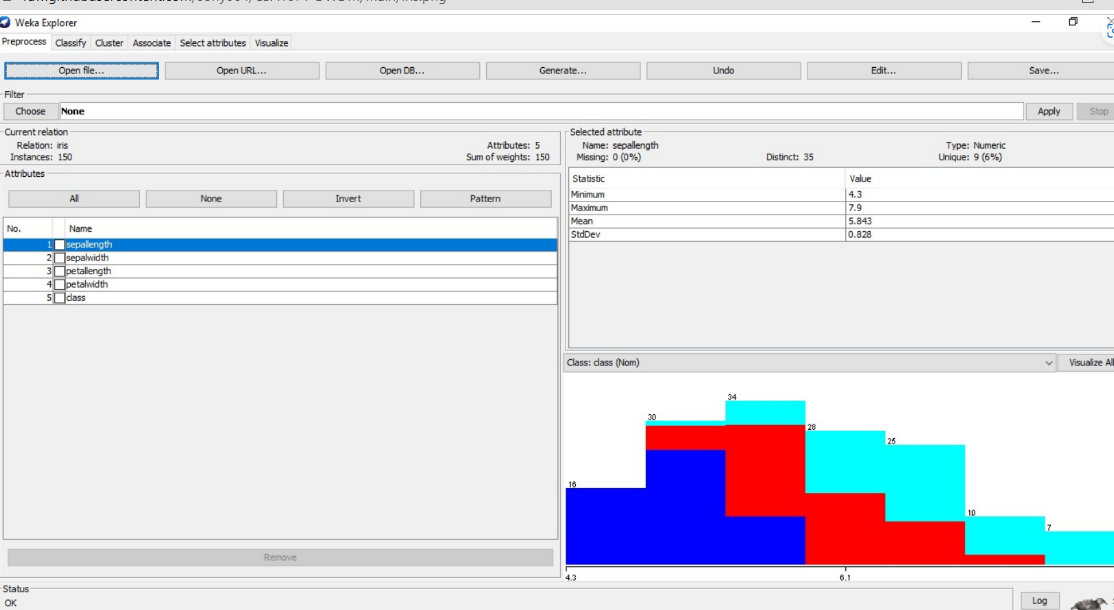 Weka Explorer
Preprocess Classify Cluster Associate Select attributes Visualize
Open file... Open URL... Open DB... Generate... Undo Edit... Save...
Filter
Choose None Apply Stop
Current relation
Relation: iris Attributes: 5
Instances: 150 Sum of weights: 150
Selected attribute
Name: sepallength Type: Numeric
Missing: 0 (0%) Distinct: 35 Unique: 9 (6%)
Attributes
All None Invert Pattern
No. Name
1 sepallength
2 sepalwidth
3 petallength
4 petalwidth
5 class
Remove
Statistic Value
Minimum 4.3
Maximum 7.9
Mean 5.843
StdDev 0.828
Class: class (Nom) Visualize All
16
30
34
28
25
10
7
4.3 6.1
Status
OK Log